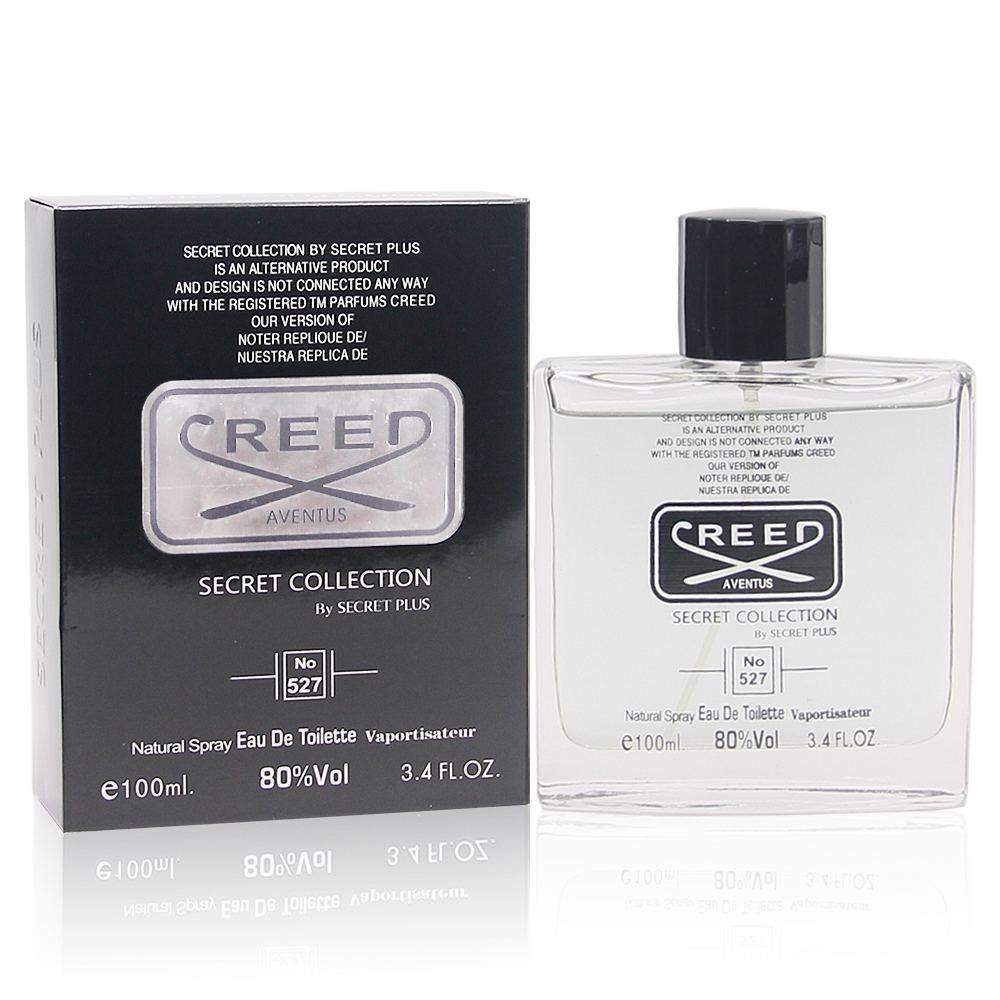 SECRET COLLECTION BY SECRET PLUS
IS AN ALTERNATIVE PRODUCT
AND DESIGN IS NOT CONNECTED ANY WAY
WITH THE REGISTERED TM PARFUMS CREED
OUR VERSION OF
NOTER REPLIQUE DE/
NUESTRA REPLICA DE
CREED
AVENTUS
SECRET COLLECTION
By SECRET PLUS
No
527
Natural Spray Eau De Toilette Vaporisateur
e100ml. 80%Vol 3.4 FL.OZ.
SECRET PLUS
SECRET COLLECTION BY SECRET PLUS
IS AN ALTERNATIVE PRODUCT
AND DESIGN IS NOT CONNECTED ANY WAY
WITH THE REGISTERED TM PARFUMS CREED
OUR VERSION OF
NOTER REPLIQUE DE/
NUESTRA REPLICA DE
CREED
AVENTUS
SECRET COLLECTION
By SECRET PLUS
No
527
Natural Spray Eau De Toilette Vaportisateur
e100ml. 80%Vol 3.4 FL.OZ.